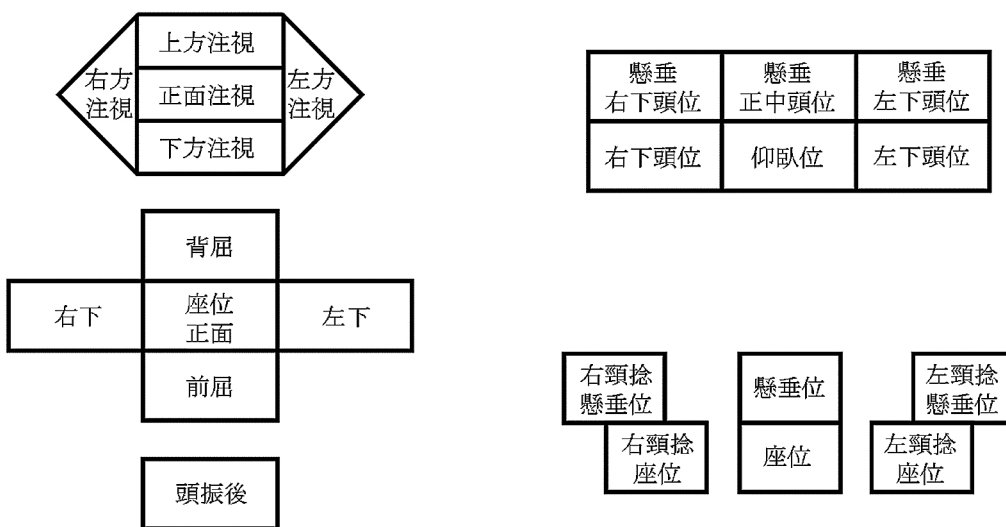 上方注視
右方
注視
正面注視
左方
注視
下方注視
懸垂
右下頭位
懸垂
正中頭位
懸垂
左下頭位
右下頭位
仰臥位
左下頭位
背屈
右下
座位
正面
左下
前屈
頭振後
右頸捻
懸垂位
懸垂位
左頸捻
懸垂位
右頸捻
座位
座位
左頸捻
座位